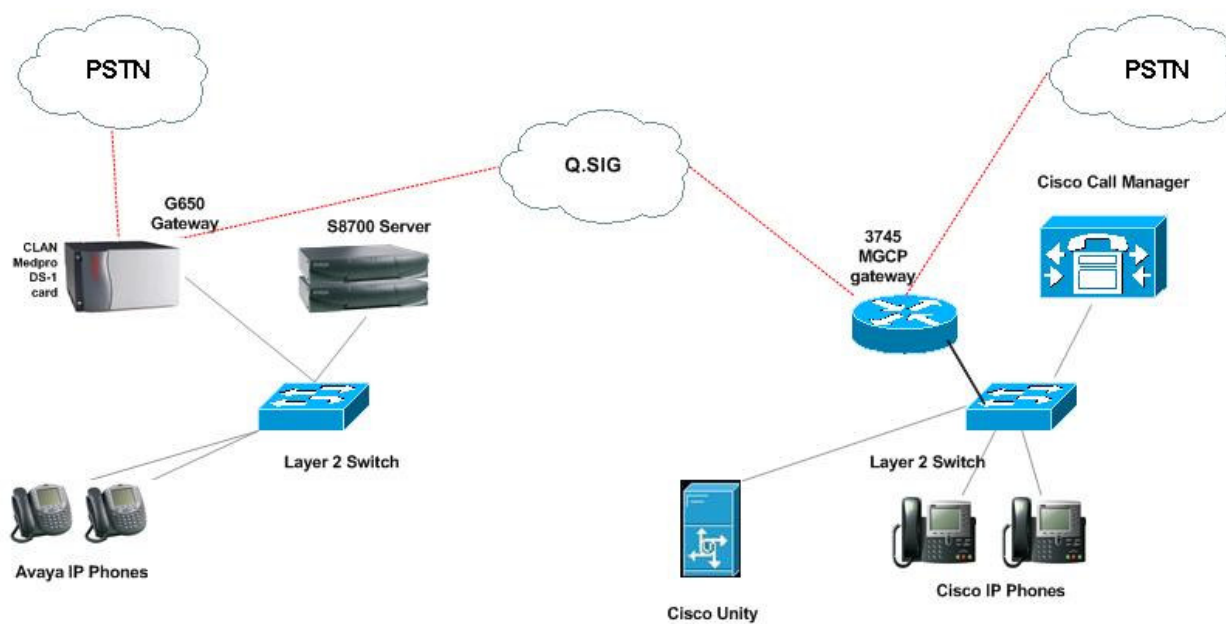 PSTN
PSTN
Q.SIG
Cisco Call Manager
G650
Gateway
S8700 Server
CLAN
Medpro
DS-1
card
3745
MGCP
gateway
Layer 2 Switch
Layer 2 Switch
Avaya IP Phones
Cisco Unity
Cisco IP Phones